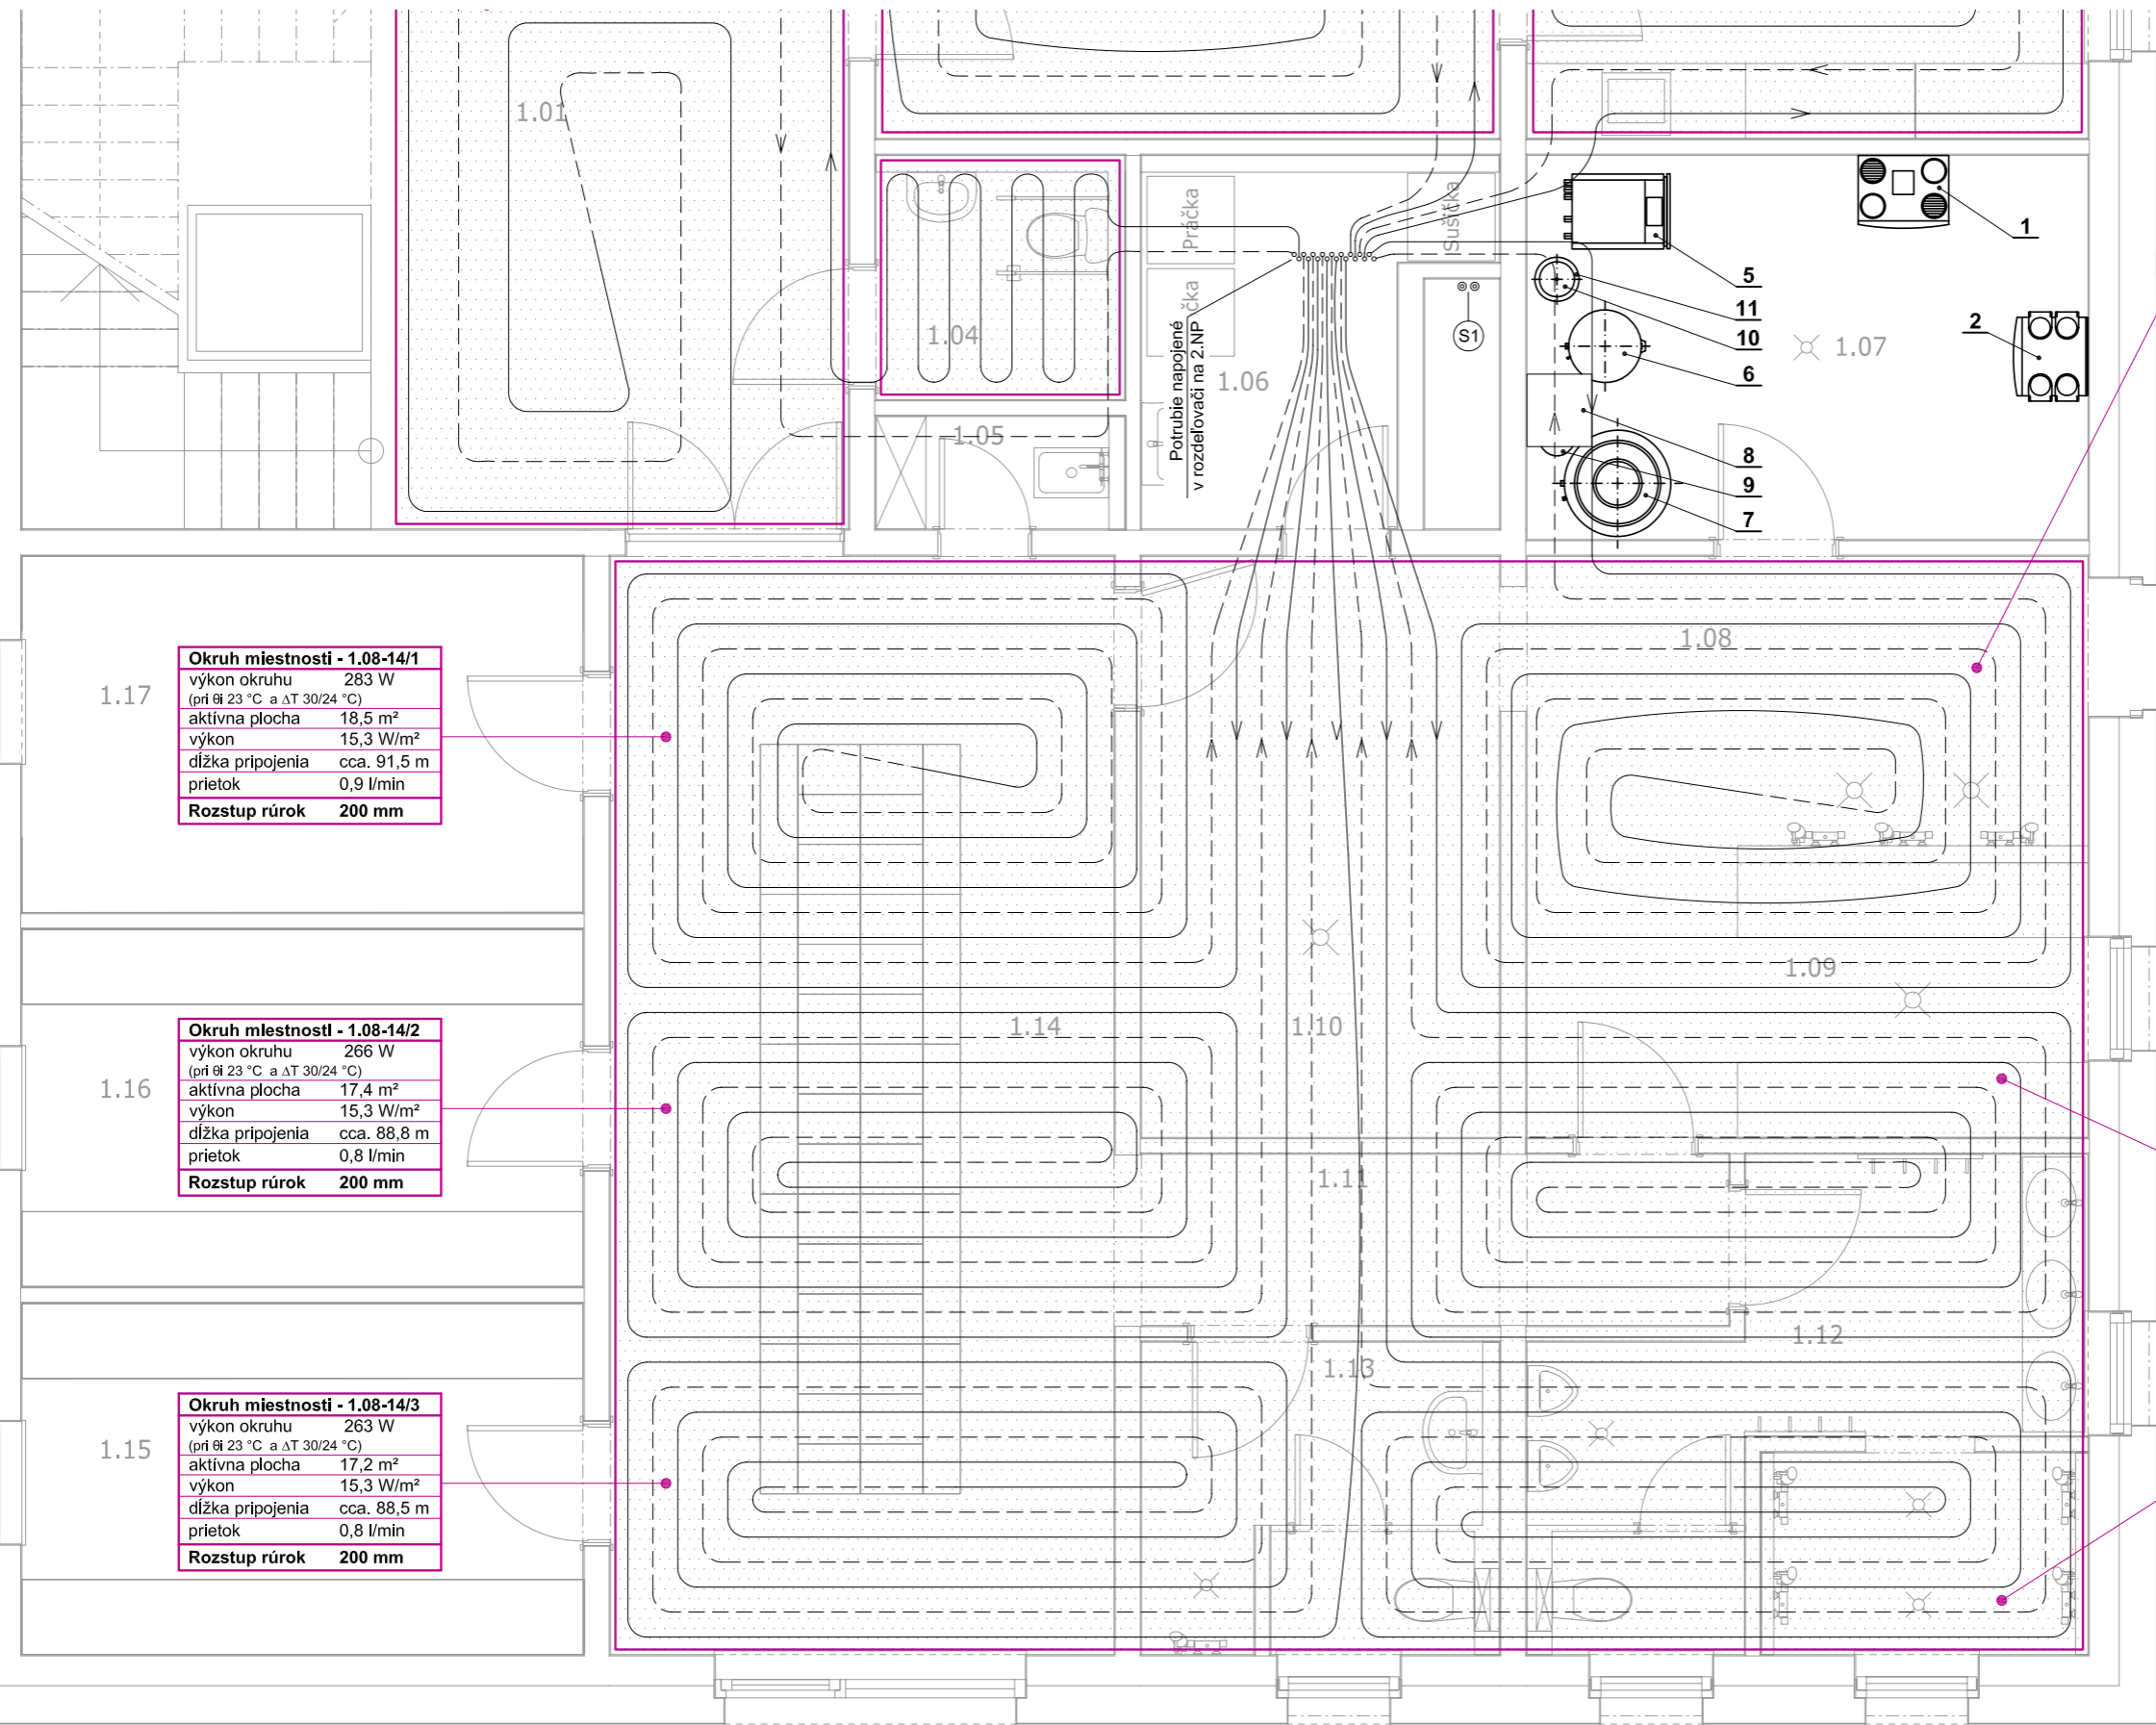 1.01
Práčka
Sušička
1
5
11
10
2
1.07
6
S1
1.04
čka
1.06
Potrubie napojené
v rozdeľovači na 2.NP
1.05
8
9
7
1.08
1.17
Okruh miestnosti - 1.08-14/1
výkon okruhu 283 W
(pri θi 23 °C a ΔT 30/24 °C)
aktívna plocha 18,5 m²
výkon 15,3 W/m²
dĺžka pripojenia cca. 91,5 m
prietok 0,9 l/min
Rozstup rúrok 200 mm
1.09
1.14
1.10
1.16
Okruh miestnosti - 1.08-14/2
výkon okruhu 266 W
(pri θi 23 °C a ΔT 30/24 °C)
aktívna plocha 17,4 m²
výkon 15,3 W/m²
dĺžka pripojenia cca. 88,8 m
prietok 0,8 l/min
Rozstup rúrok 200 mm
1.11
1.12
1.13
1.15
Okruh miestnosti - 1.08-14/3
výkon okruhu 263 W
(pri θi 23 °C a ΔT 30/24 °C)
aktívna plocha 17,2 m²
výkon 15,3 W/m²
dĺžka pripojenia cca. 88,5 m
prietok 0,8 l/min
Rozstup rúrok 200 mm